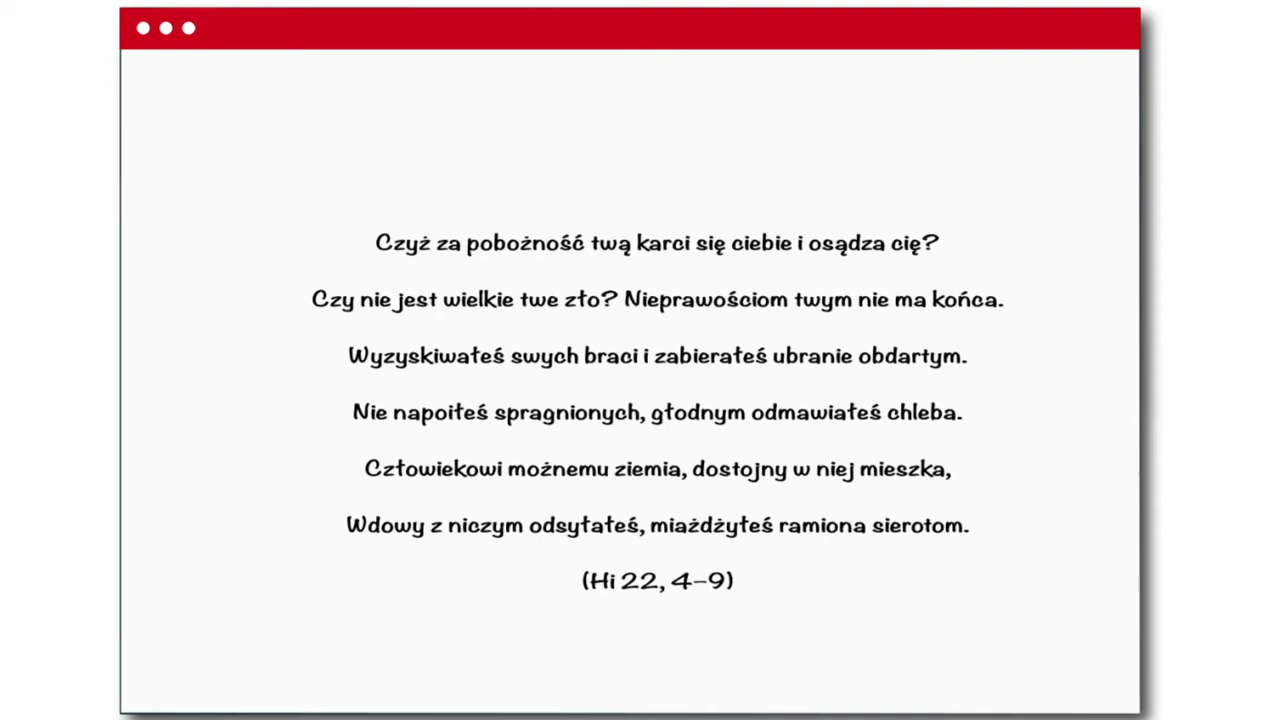 Czyż za pobożność twą karci się ciebie i osądza cię?
Czy nie jest wielkie twe zło? Nieprawościom twym nie ma końca.
Wyzyskiwałeś swych braci i zabierałeś ubranie obdartym.
Nie napoiłeś spragnionych, głodnym odmawiałeś chleba.
Człowiekowi możnemu ziemia, dostojny w niej mieszka,
Wdowy z niczym odsyłałeś, miażdżyłeś ramiona sierotom.
(Hi 22, 4–9)